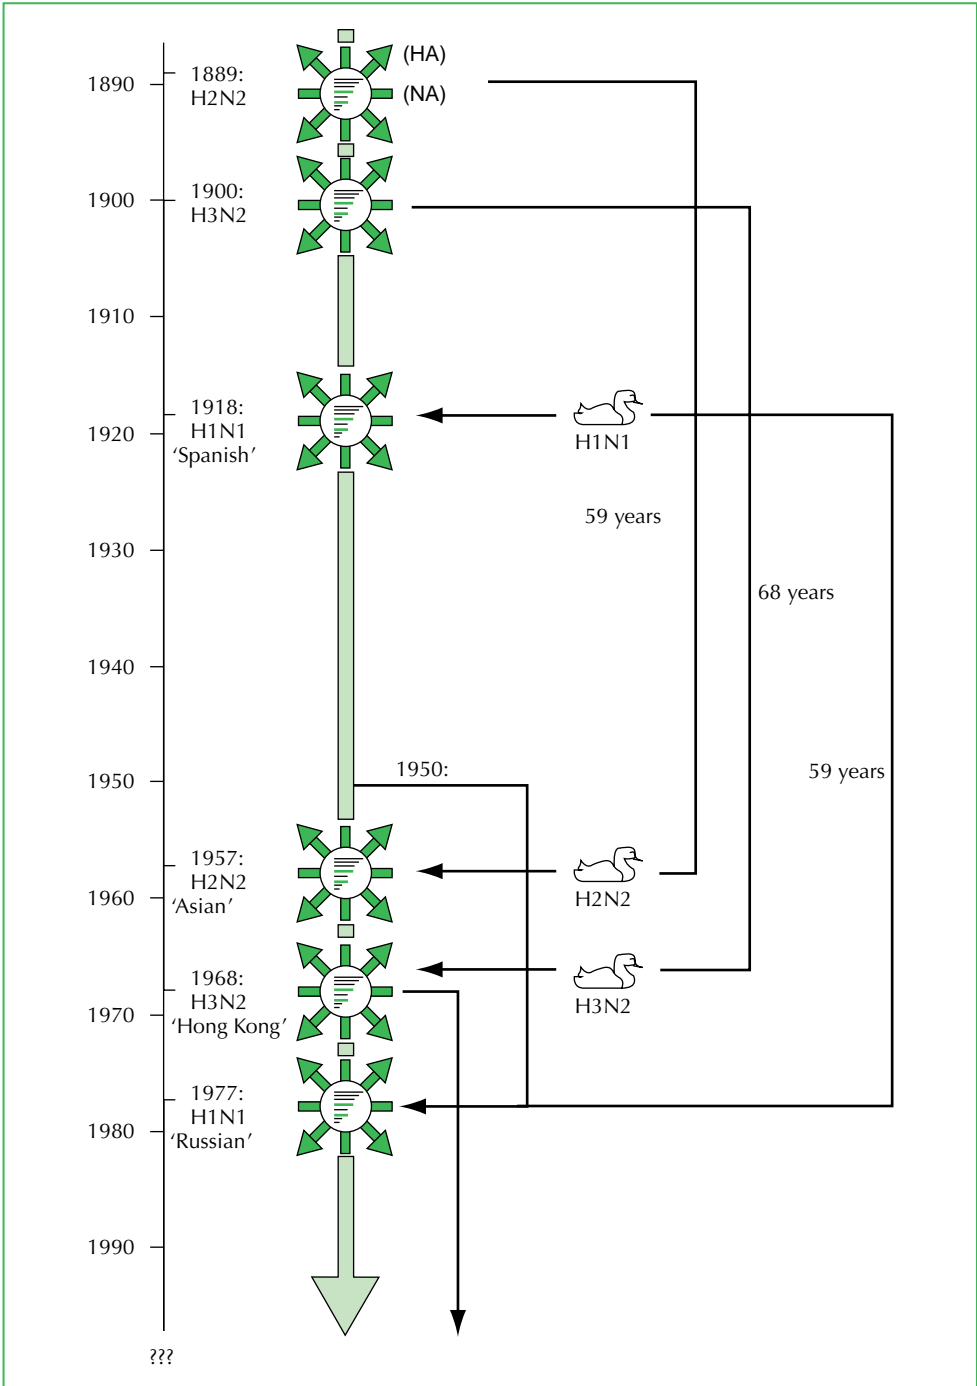 (HA)
1890
1889:
H2N2
(NA)
1900
1900:
H3N2
1910
1918:
H1N1
‘Spanish’
1920
H1N1
59 years
1930
68 years
1940
1950
1950:
59 years
1957:
H2N2
‘Asian’
1960
H2N2
1968:
H3N2
‘Hong Kong’
1970
H3N2
1977:
H1N1
‘Russian’
1980
1990
???